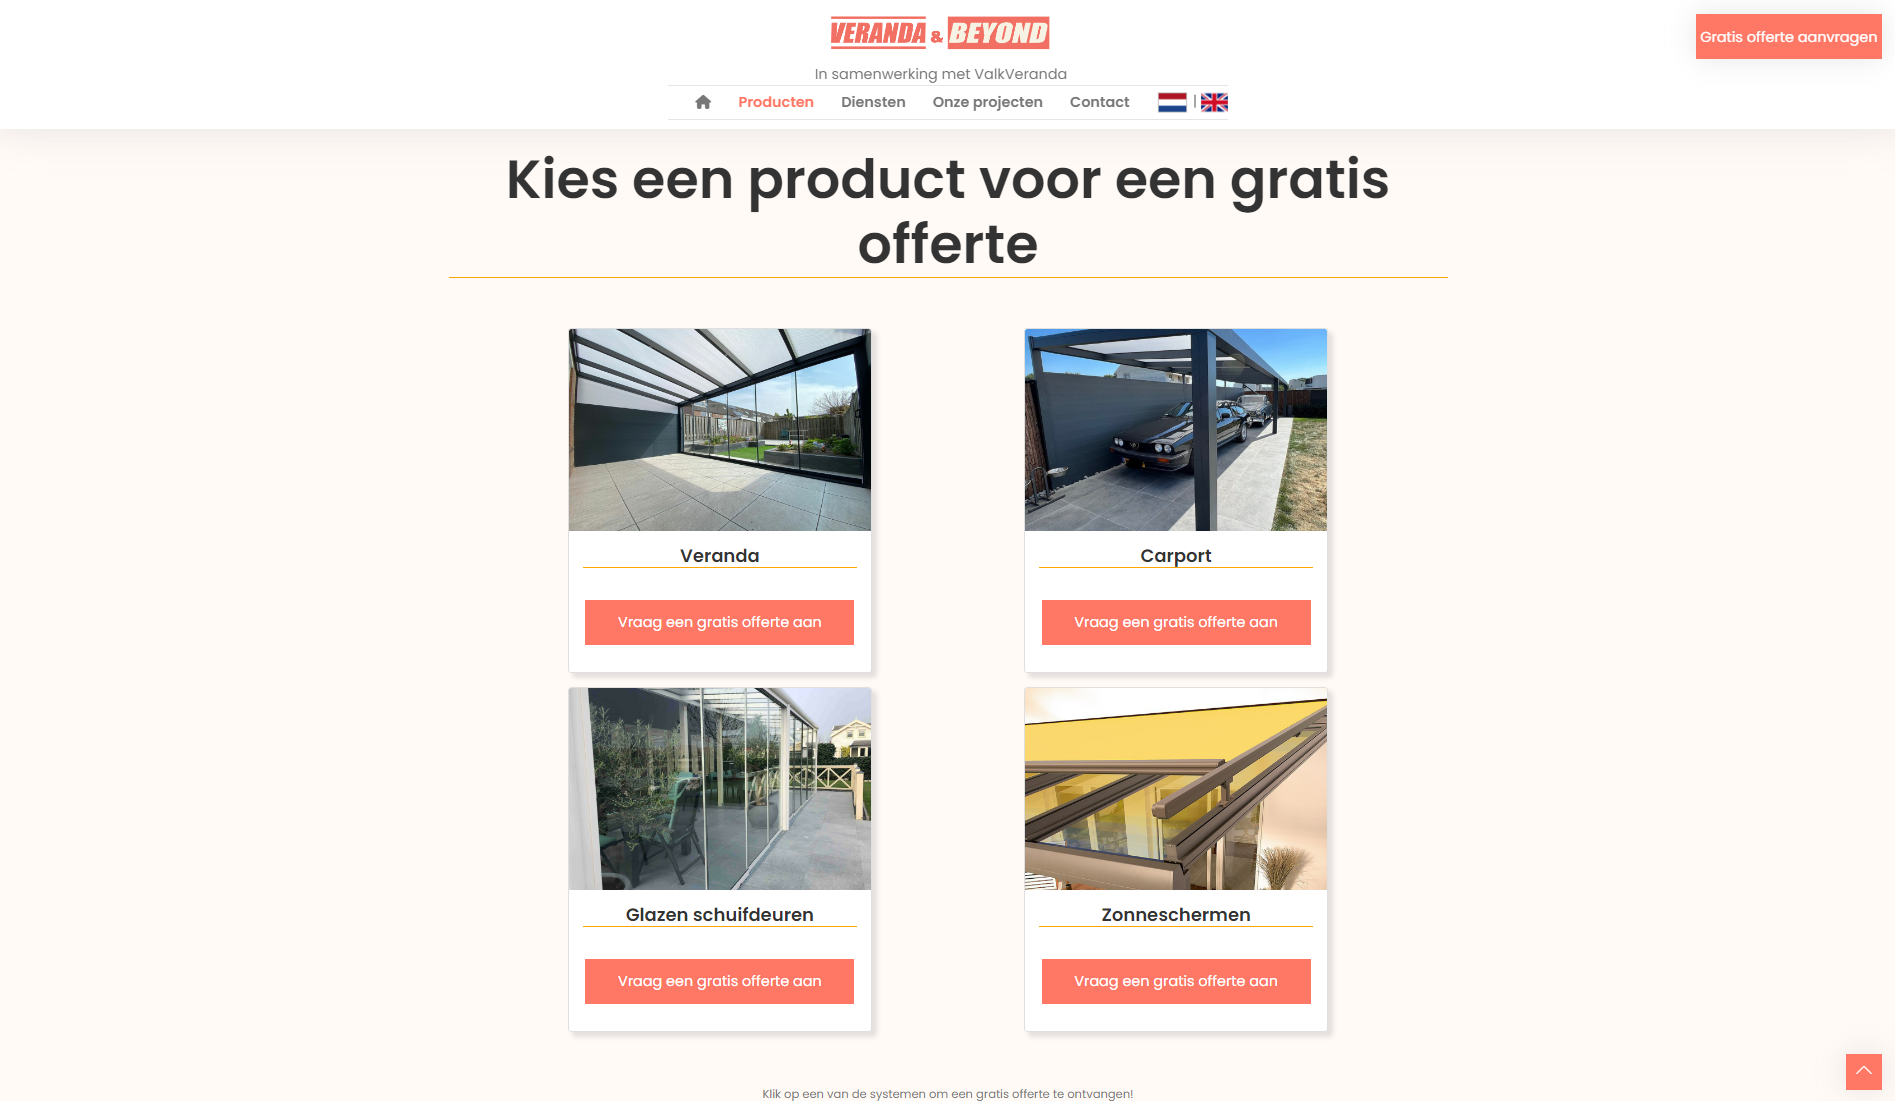 VERANDA & BEYOND
Gratis offerte aanvragen
In samenwerking met ValkVeranda
Producten Diensten Onze projecten Contact |
Kies een product voor een gratis
offerte
Veranda
Vraag een gratis offerte aan
Carport
Vraag een gratis offerte aan
Glazen schuifdeuren
Vraag een gratis offerte aan
Zonneschermen
Vraag een gratis offerte aan
Klik op een van de systemen om een gratis offerte te ontvangen!